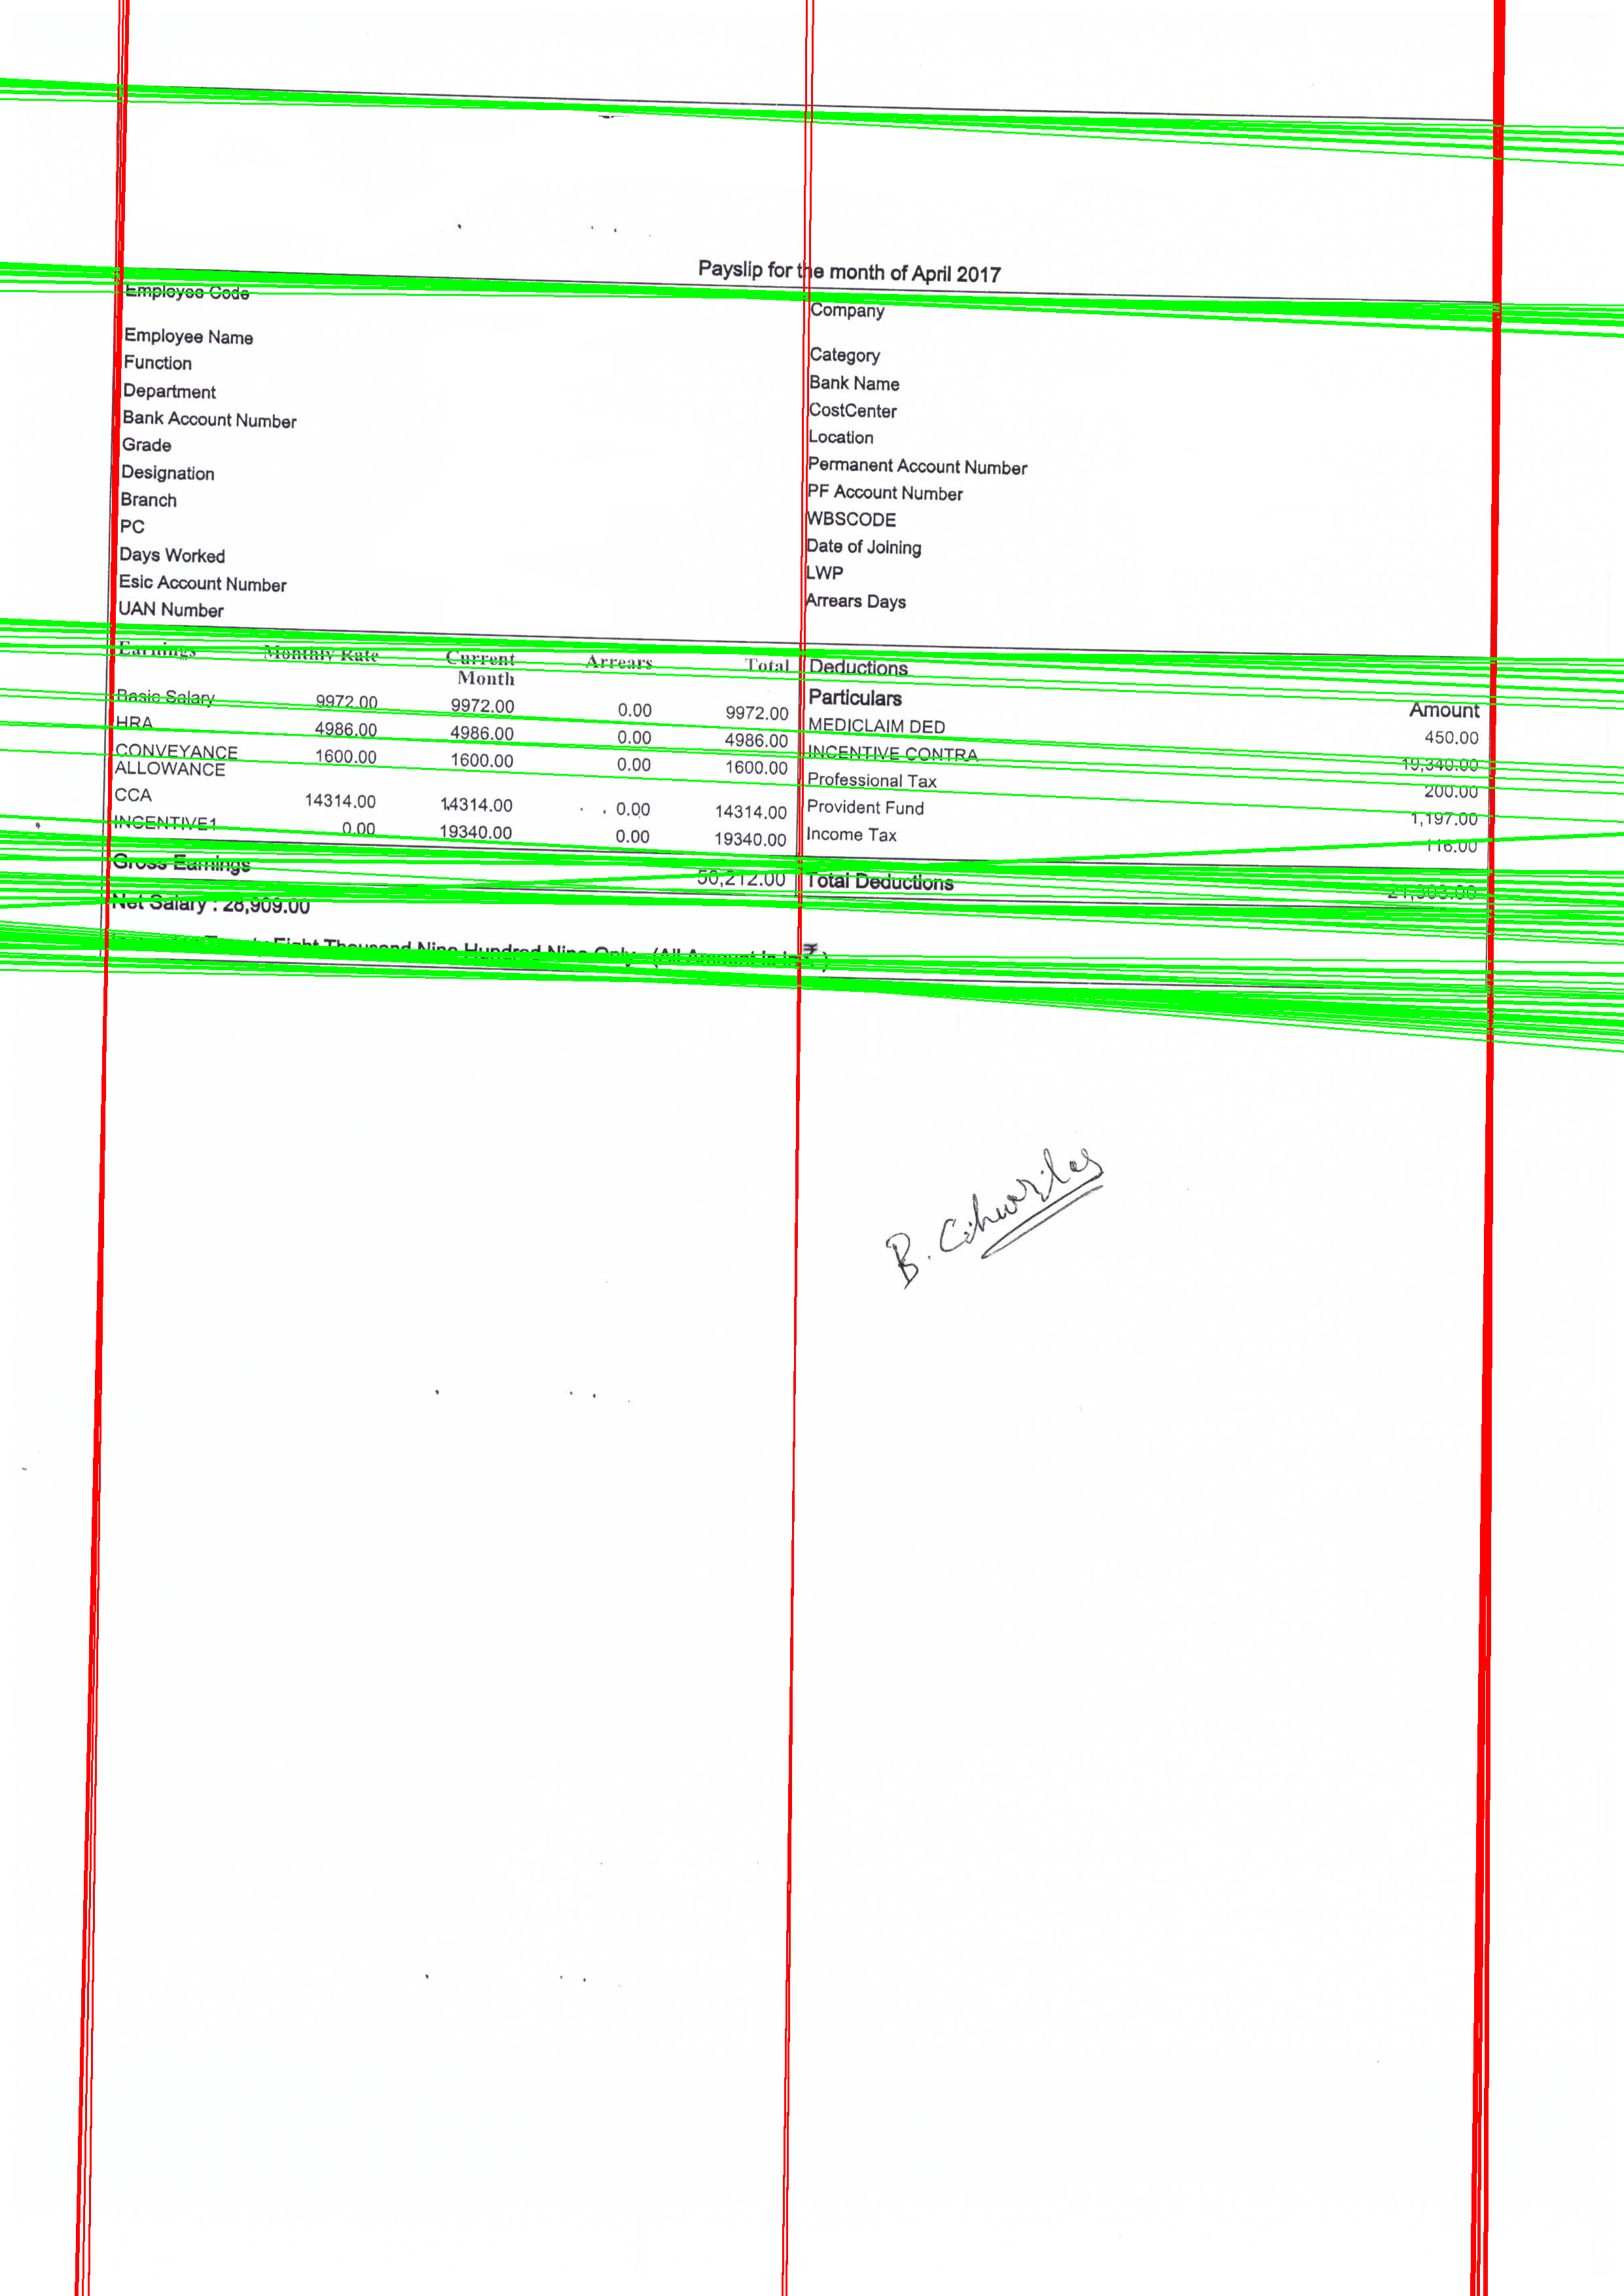 Payslip for the month of April 2017
Employee Code
Company
Employee Name
Category
Function
Bank Name
Department
CostCenter
Bank Account Number
Location
Grade
Permanent Account Number
Designation
PF Account Number
Branch
WBSCODE
PC
Date of Joining
Days Worked
LWP
Esic Account Number
Arrears Days
UAN Number
Earnings Monthly Rate Current Month Arrears Total Deductions
Particulars Amount
Basic Salary 9972.00 9972.00 0.00 9972.00 MEDICLAIM DED 450.00
HRA 4986.00 4986.00 0.00 4986.00 INCENTIVE CONTRA 19,340.00
CONVEYANCE ALLOWANCE 1600.00 1600.00 0.00 1600.00 Professional Tax 200.00
CCA 14314.00 14314.00 0.00 14314.00 Provident Fund 1,197.00
INCENTIVE1 0.00 19340.00 0.00 19340.00 Income Tax 116.00
Gross Earnings 50,212.00 Total Deductions
Net Salary : 28,909.00
Eight Thousand Nine Hundred Nine Only (All Amount in ₹ )
B. Charles